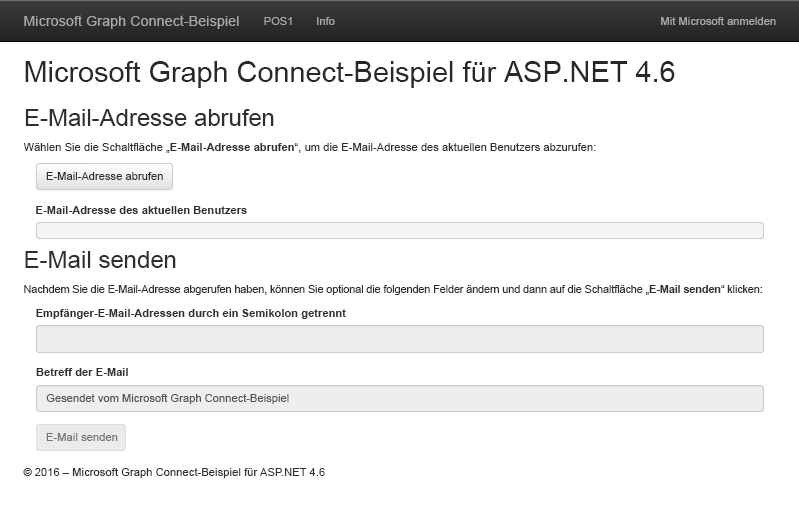 Microsoft Graph Connect-Beispiel POS1 Info Mit Microsoft anmelden
Microsoft Graph Connect-Beispiel für ASP.NET 4.6
E-Mail-Adresse abrufen
Wählen Sie die Schaltfläche „E-Mail-Adresse abrufen“, um die E-Mail-Adresse des aktuellen Benutzers abzurufen:
E-Mail-Adresse abrufen
E-Mail-Adresse des aktuellen Benutzers
E-Mail senden
Nachdem Sie die E-Mail-Adresse abgerufen haben, können Sie optional die folgenden Felder ändern und dann auf die Schaltfläche „E-Mail senden“ klicken:
Empfänger-E-Mail-Adressen durch ein Semikolon getrennt
Betreff der E-Mail
Gesendet vom Microsoft Graph Connect-Beispiel
E-Mail senden
© 2016 – Microsoft Graph Connect-Beispiel für ASP.NET 4.6